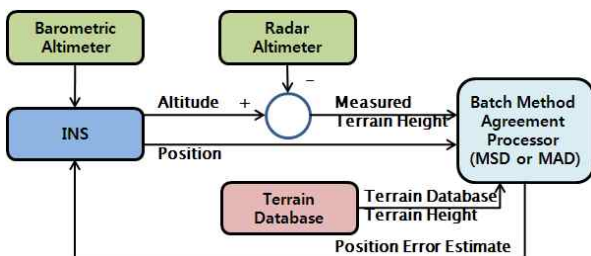 Barometric
Altimeter
Radar
Altimeter
Altitude
+
−
Measured
Terrain Height
Batch Method
Agreement
Processor
(MSD or MAD)
INS
Position
Terrain
Database
Terrain Database
Terrain Height
Position Error Estimate